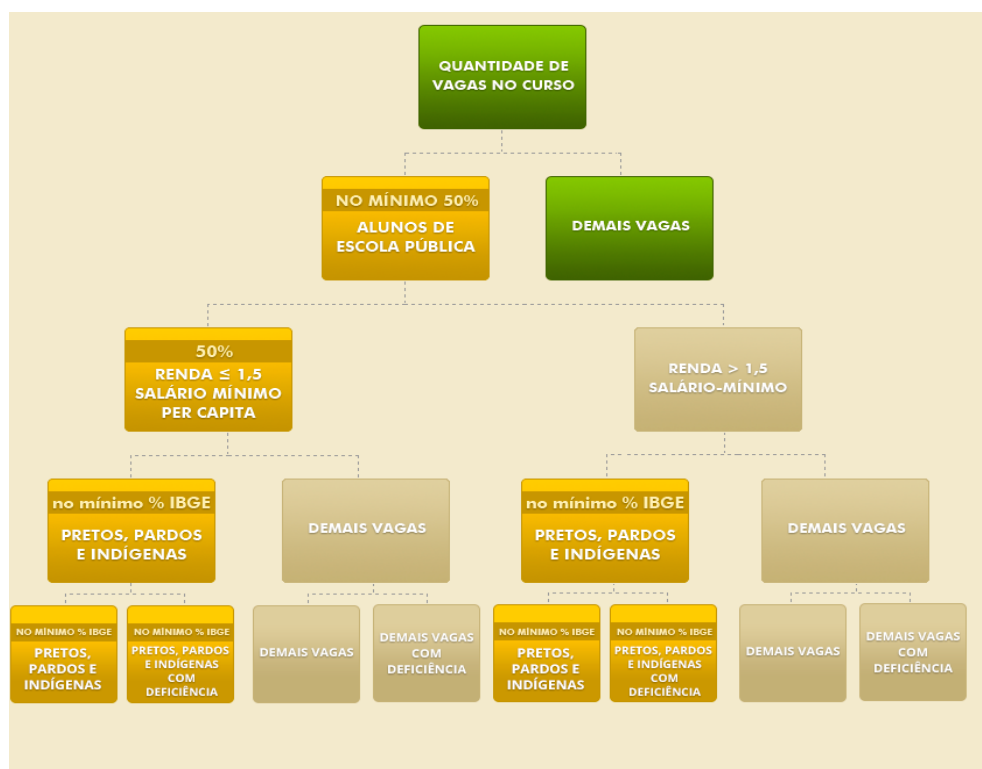 QUANTIDADE DE
VAGAS NO CURSO
NO MÍNIMO 50%
ALUNOS DE
ESCOLA PÚBLICA
DEMAIS VAGAS
50%
RENDA ≤ 1,5
SALÁRIO MÍNIMO
PER CAPITA
RENDA > 1,5
SALÁRIO-MÍNIMO
no mínimo % IBGE
PRETOS, PARDOS
E INDÍGENAS
DEMAIS VAGAS
no mínimo % IBGE
PRETOS, PARDOS
E INDÍGENAS
DEMAIS VAGAS
NO MÍNIMO % IBGE
PRETOS,
PARDOS E
INDÍGENAS
NO MÍNIMO % IBGE
PRETOS, PARDOS
E INDÍGENAS
COM
DEFICIÊNCIA
DEMAIS VAGAS
DEMAIS VAGAS
COM
DEFICIÊNCIA
NO MÍNIMO % IBGE
PRETOS,
PARDOS E
INDÍGENAS
NO MÍNIMO % IBGE
PRETOS, PARDOS
E INDÍGENAS
COM
DEFICIÊNCIA
DEMAIS VAGAS
DEMAIS VAGAS
COM
DEFICIÊNCIA